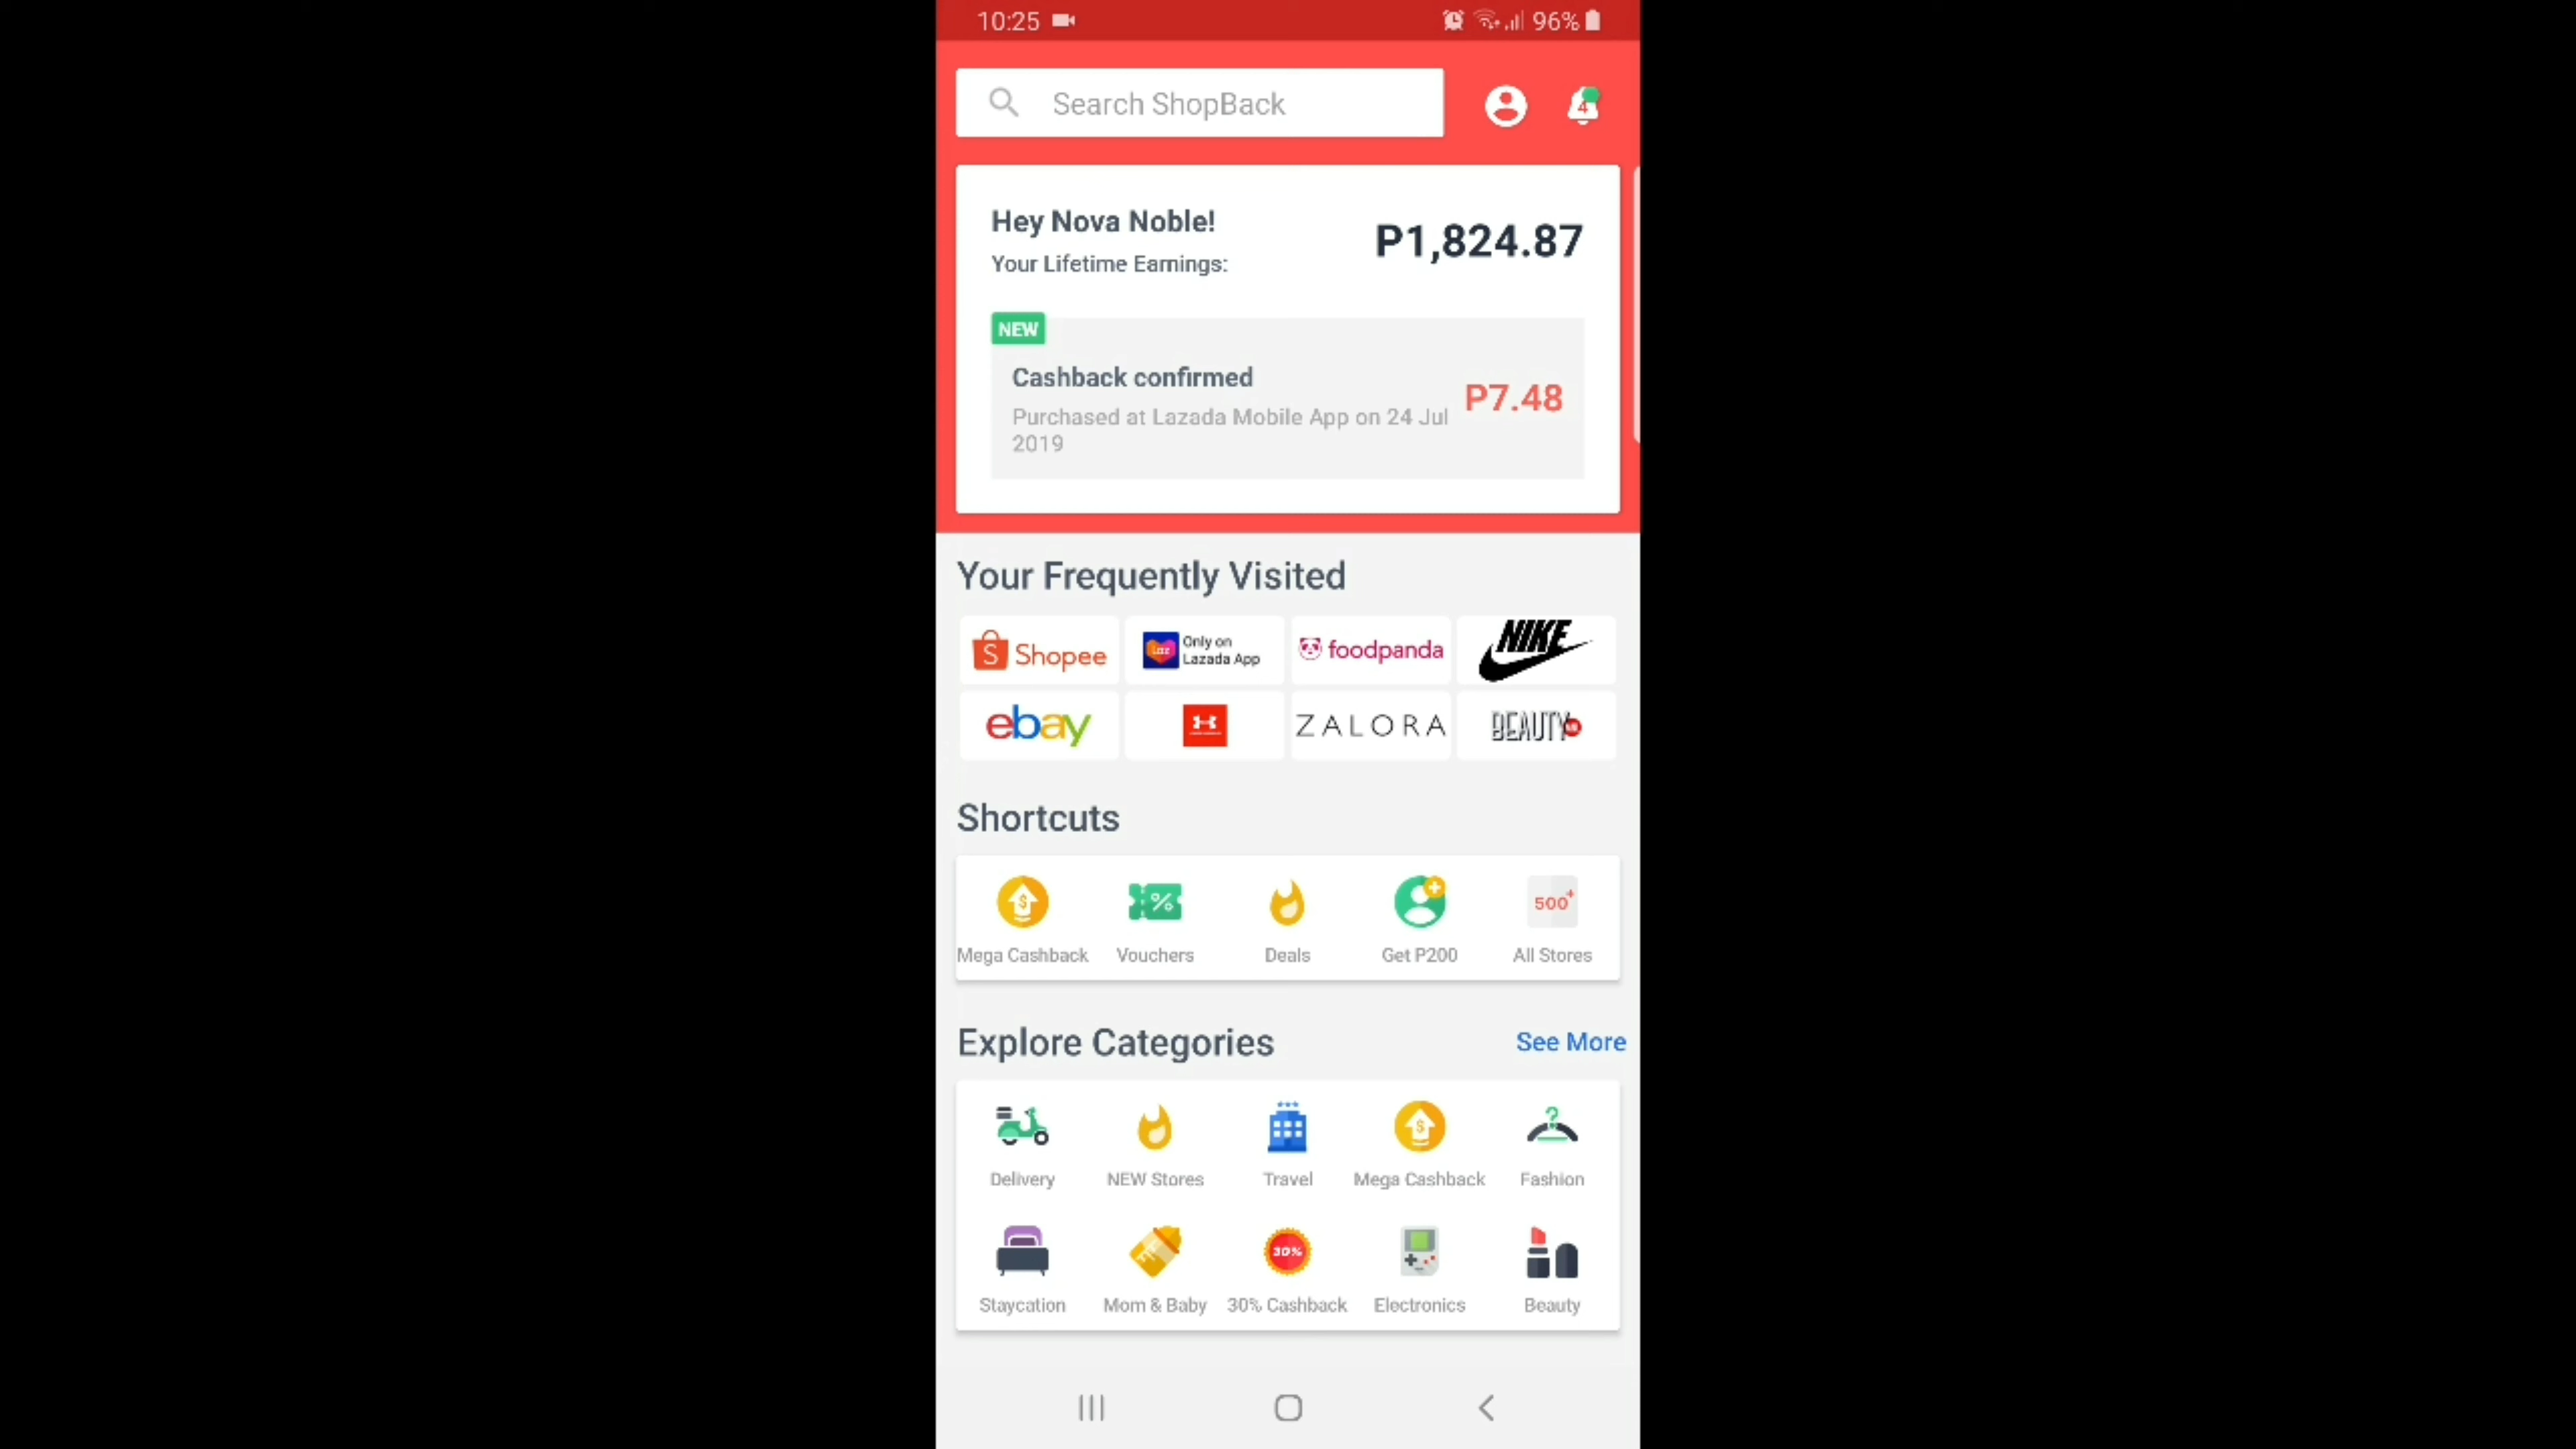 10:25 96%
Search ShopBack
4
Hey Nova Noble!
P1,824.87
Your Lifetime Earnings:
NEW
Cashback confirmed
P7.48
Purchased at Lazada Mobile App on 24 Jul
2019
Your Frequently Visited
Shopee
Laz Only on
Lazada App
foodpanda
NIKE
ebay
ZALORA
BEAUTY
Shortcuts
500+
Mega Cashback Vouchers Deals Get P200 All Stores
Explore Categories See More
Delivery NEW Stores Travel Mega Cashback Fashion
30%
Staycation Mom & Baby 30% Cashback Electronics Beauty